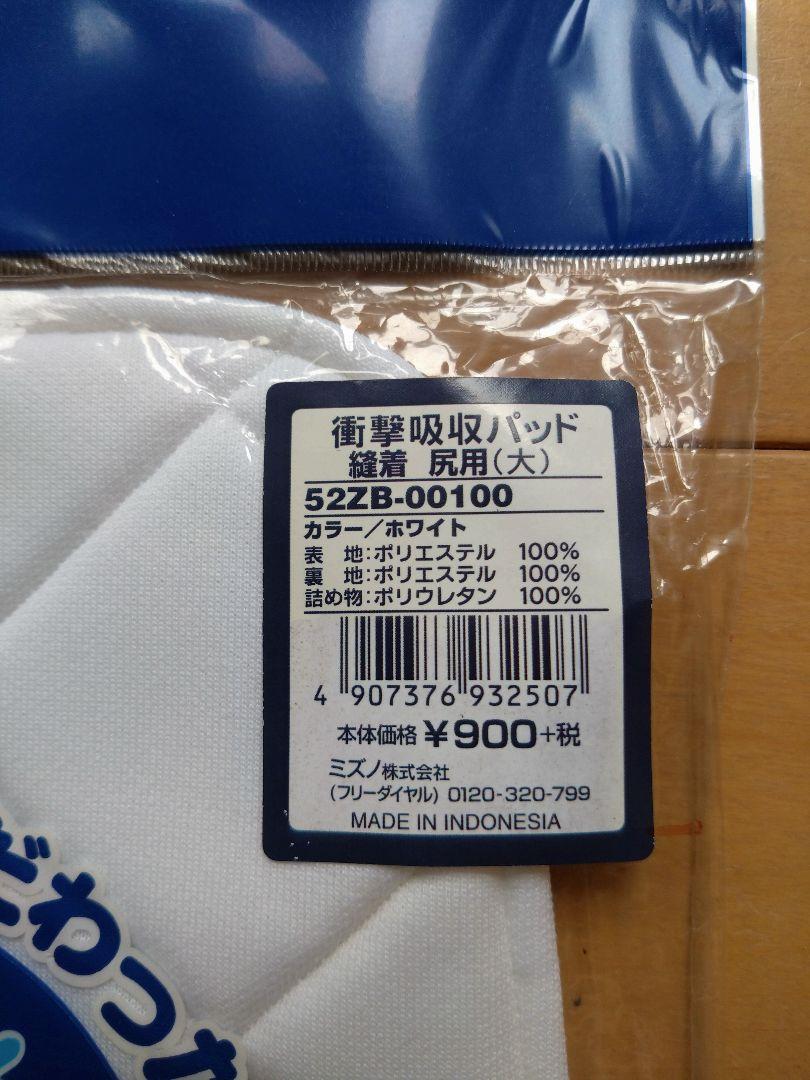 衝撃吸収パッド
縫着 尻用(大)
52ZB-00100
カラー/ホワイト
表 地:ポリエステル 100%
裏 地:ポリエステル 100%
詰め物:ポリウレタン 100%
4 907376 932507
本体価格 ¥900+税
ミズノ株式会社
(フリーダイヤル) 0120-320-799
MADE IN INDONESIA
だわった